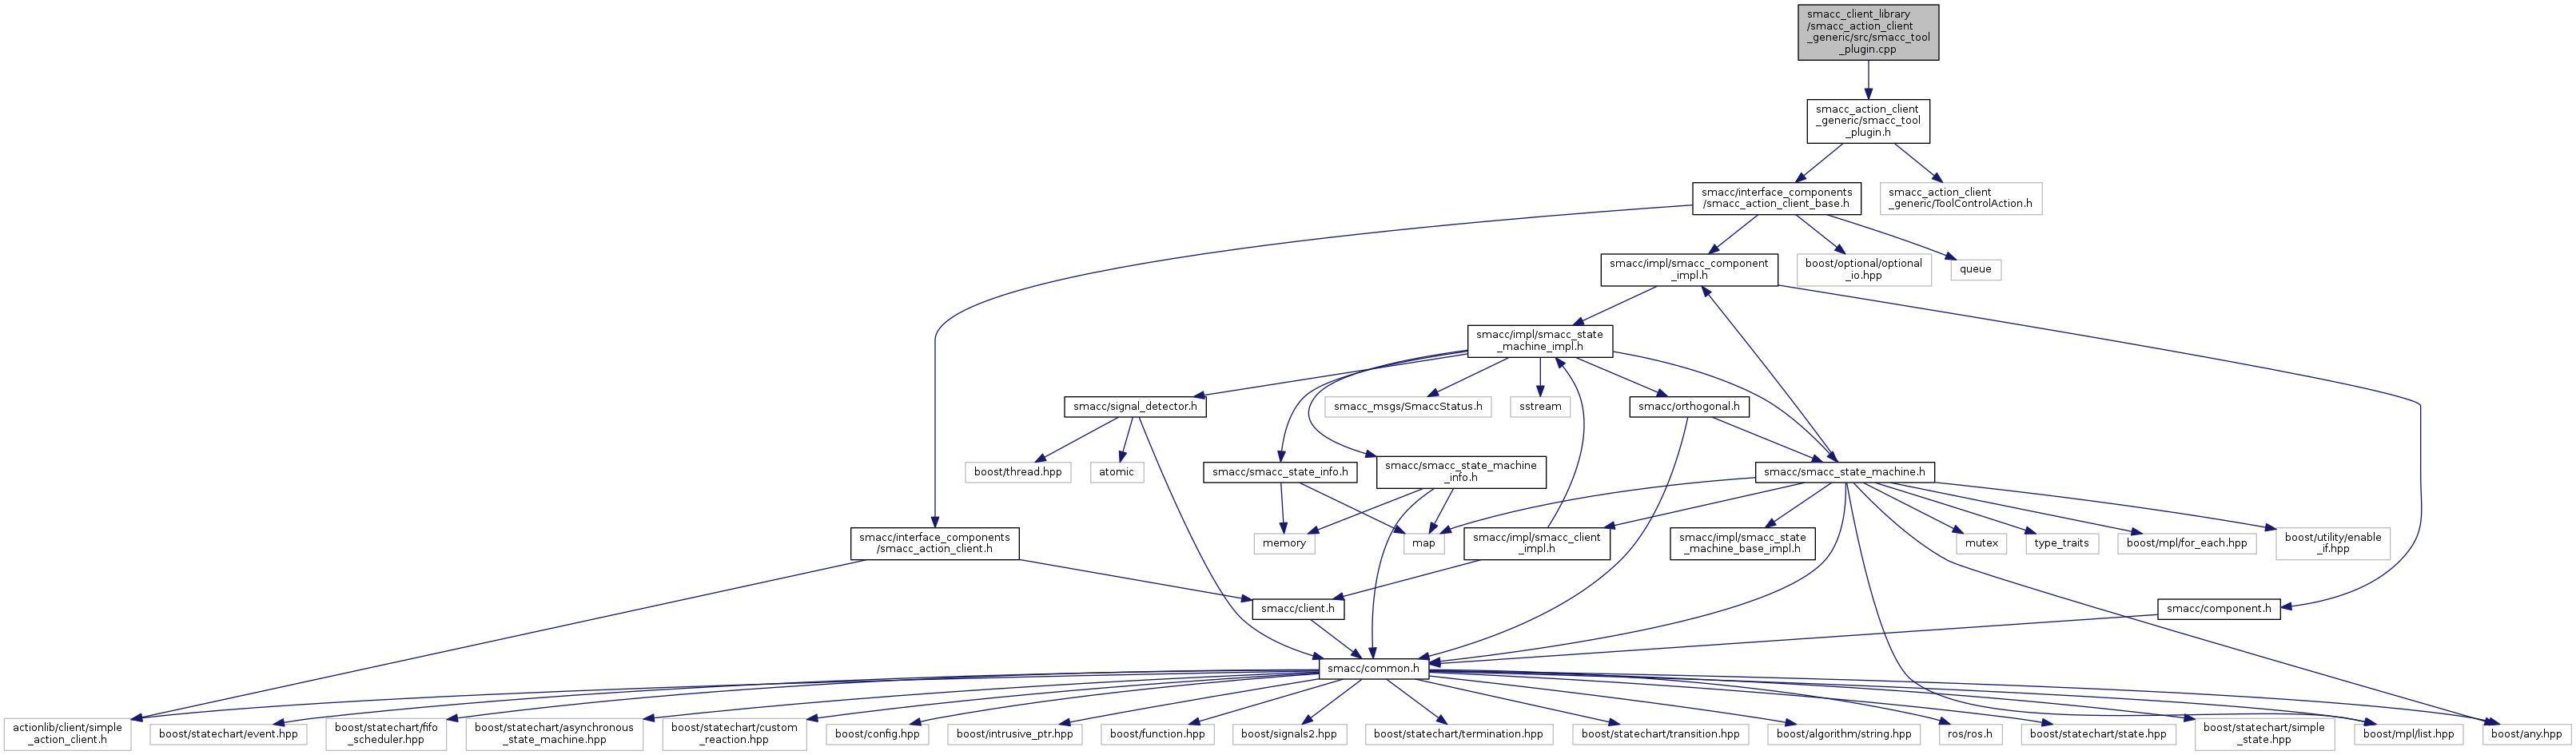 smacc_client_library
/smacc_action_client
_generic/src/smacc_tool
_plugin.cpp
smacc_action_client
_generic/smacc_tool
_plugin.h
smacc/interface_components
/smacc_action_client_base.h
smacc_action_client
_generic/ToolControlAction.h
smacc/impl/smacc_component
_impl.h
boost/optional/optional
_io.hpp
queue
smacc/impl/smacc_state
_machine_impl.h
smacc/signal_detector.h
smacc_msgs/SmaccStatus.h
sstream
smacc/orthogonal.h
boost/thread.hpp
atomic
smacc/smacc_state_info.h
smacc/smacc_state_machine
_info.h
smacc/smacc_state_machine.h
smacc/interface_components
/smacc_action_client.h
memory
map
smacc/impl/smacc_client
_impl.h
smacc/impl/smacc_state
_machine_base_impl.h
mutex
type_traits
boost/mpl/for_each.hpp
boost/utility/enable
_if.hpp
smacc/client.h
smacc/component.h
smacc/common.h
actionlib/client/simple
_action_client.h
boost/statechart/event.hpp
boost/statechart/fifo
_scheduler.hpp
boost/statechart/asynchronous
_state_machine.hpp
boost/statechart/custom
_reaction.hpp
boost/config.hpp
boost/intrusive_ptr.hpp
boost/function.hpp
boost/signals2.hpp
boost/statechart/termination.hpp
boost/statechart/transition.hpp
boost/algorithm/string.hpp
ros/ros.h
boost/statechart/state.hpp
boost/statechart/simple
_state.hpp
boost/mpl/list.hpp
boost/any.hpp